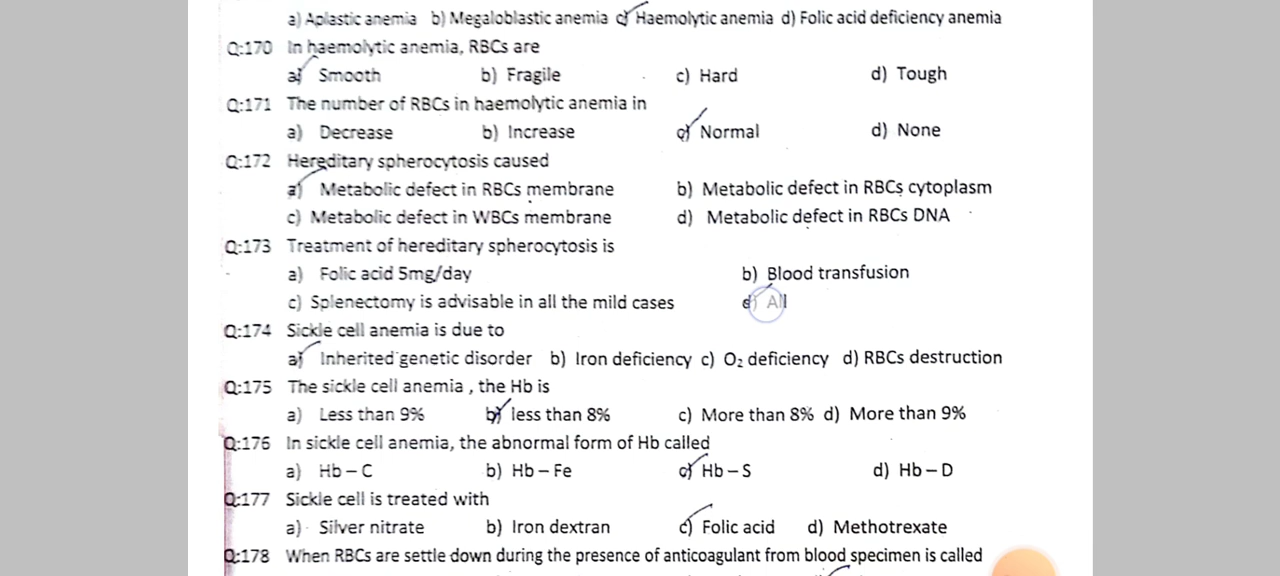 a) Aplastic anemia b) Megaloblastic anemia c) Haemolytic anemia d) Folic acid deficiency anemia
Q:170 In haemolytic anemia, RBCs are
a) Smooth b) Fragile c) Hard d) Tough
Q:171 The number of RBCs in haemolytic anemia in
a) Decrease b) Increase c) Normal d) None
Q:172 Hereditary spherocytosis caused
a) Metabolic defect in RBCs membrane b) Metabolic defect in RBCs cytoplasm
c) Metabolic defect in WBCs membrane d) Metabolic defect in RBCs DNA
Q:173 Treatment of hereditary spherocytosis is
a) Folic acid 5mg/day b) Blood transfusion
c) Splenectomy is advisable in all the mild cases d) All
Q:174 Sickle cell anemia is due to
a) Inherited genetic disorder b) Iron deficiency c) O₂ deficiency d) RBCs destruction
Q:175 The sickle cell anemia , the Hb is
a) Less than 9% b) less than 8% c) More than 8% d) More than 9%
Q:176 In sickle cell anemia, the abnormal form of Hb called
a) Hb – C b) Hb – Fe c) Hb – S d) Hb – D
Q:177 Sickle cell is treated with
a) Silver nitrate b) Iron dextran c) Folic acid d) Methotrexate
Q:178 When RBCs are settle down during the presence of anticoagulant from blood specimen is called